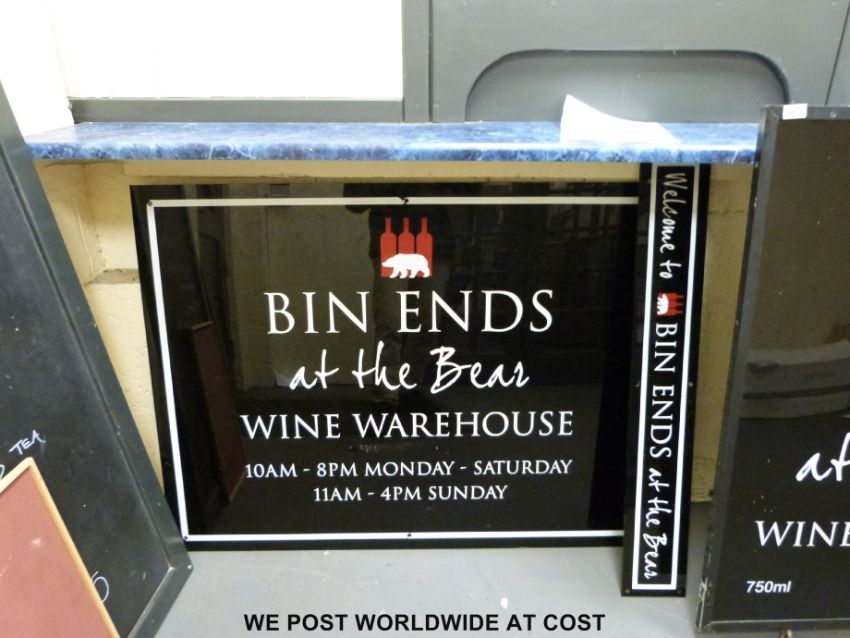 BIN ENDS
at the Bear
WINE WAREHOUSE
10AM - 8PM MONDAY - SATURDAY
11AM - 4PM SUNDAY
Welcome to BIN ENDS at the Bear
TEA
at
WINE
750ml
WE POST WORLDWIDE AT COST